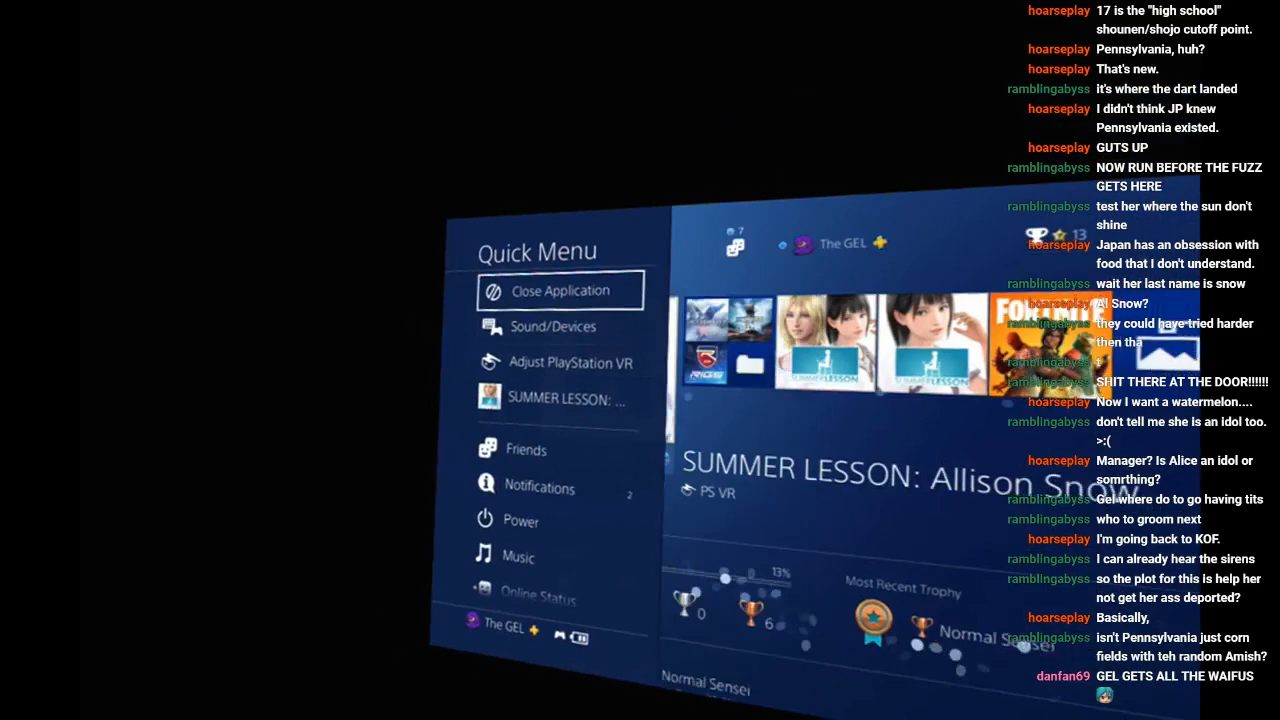 Quick Menu
Close Application
Sound/Devices
Adjust PlayStation VR
SUMMER LESSON: ...
Friends
Notifications
2
Power
Music
Online Status
The GEL
7
The GEL
13
RIGS
SUMMER LESSON
SUMMER LESSON
FORTNITE
SUMMER LESSON: Allison Snow
PS VR
13%
0
6
Most Recent Trophy
Normal Sensei
Normal Sensei
hoarseplay 17 is the "high school"
shounen/shojo cutoff point.
hoarseplay Pennsylvania, huh?
hoarseplay That's new.
ramblingabyss it's where the dart landed
hoarseplay I didn't think JP knew
Pennsylvania existed.
hoarseplay GUTS UP
ramblingabyss NOW RUN BEFORE THE FUZZ
GETS HERE
ramblingabyss test her where the sun don't
shine
hoarseplay Japan has an obsession with
food that I don't understand.
ramblingabyss wait her last name is snow
hoarseplay Al Snow?
ramblingabyss they could have tried harder
then tha
ramblingabyss t
ramblingabyss SHIT THERE AT THE DOOR!!!!!!
hoarseplay Now I want a watermelon....
ramblingabyss don't tell me she is an idol too.
>:(
hoarseplay Manager? Is Alice an idol or
somrthing?
ramblingabyss Gel where do to go having tits
ramblingabyss who to groom next
hoarseplay I'm going back to KOF.
ramblingabyss I can already hear the sirens
ramblingabyss so the plot for this is help her
not get her ass deported?
hoarseplay Basically,
ramblingabyss isn't Pennsylvania just corn
fields with teh random Amish?
danfan69 GEL GETS ALL THE WAIFUS